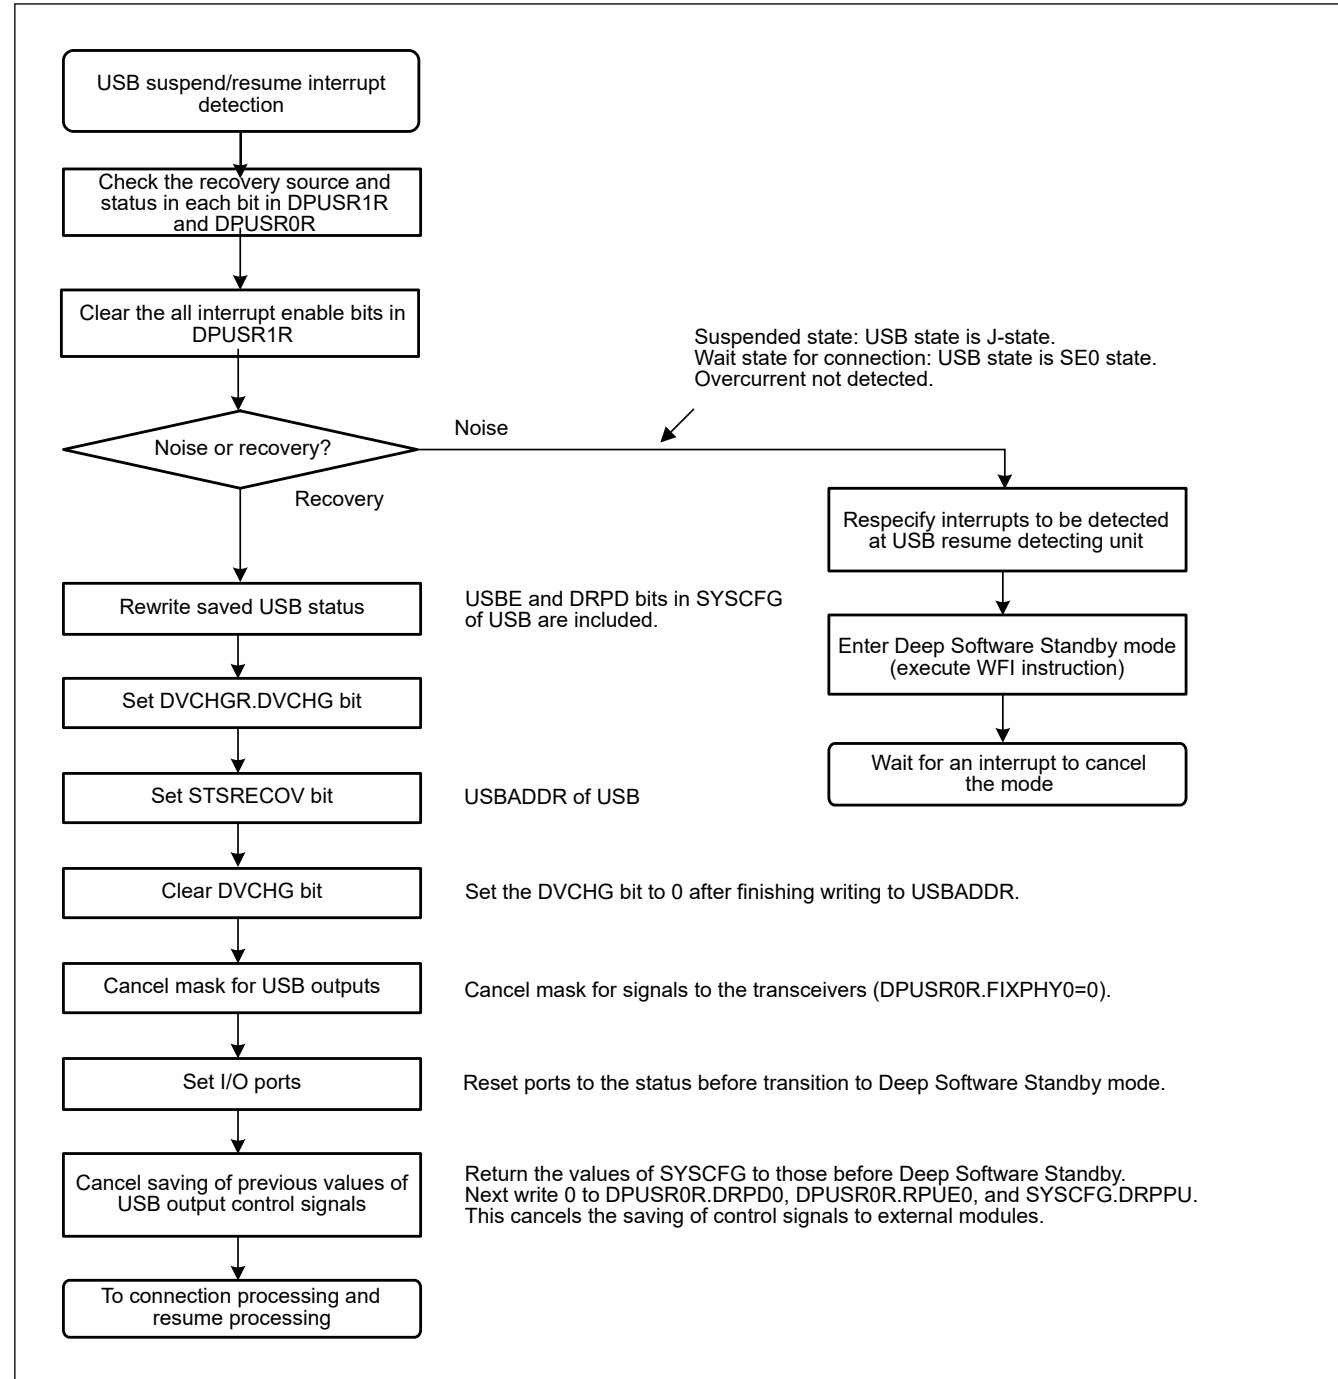 USB suspend/resume interrupt
detection
Check the recovery source and
status in each bit in DPUSR1R
and DPUSR0R
Clear the all interrupt enable bits in
DPUSR1R
Suspended state: USB state is J-state.
Wait state for connection: USB state is SE0 state.
Overcurrent not detected.
Noise or recovery?
Noise
Recovery
Respecify interrupts to be detected
at USB resume detecting unit
Enter Deep Software Standby mode
(execute WFI instruction)
Wait for an interrupt to cancel
the mode
Rewrite saved USB status
USBE and DRPD bits in SYSCFG
of USB are included.
Set DVCHGR.DVCHG bit
Set STSRECOV bit
USBADDR of USB
Clear DVCHG bit
Set the DVCHG bit to 0 after finishing writing to USBADDR.
Cancel mask for USB outputs
Cancel mask for signals to the transceivers (DPUSR0R.FIXPHY0=0).
Set I/O ports
Reset ports to the status before transition to Deep Software Standby mode.
Cancel saving of previous values of
USB output control signals
Return the values of SYSCFG to those before Deep Software Standby.
Next write 0 to DPUSR0R.DRPD0, DPUSR0R.RPUE0, and SYSCFG.DRPPU.
This cancels the saving of control signals to external modules.
To connection processing and
resume processing